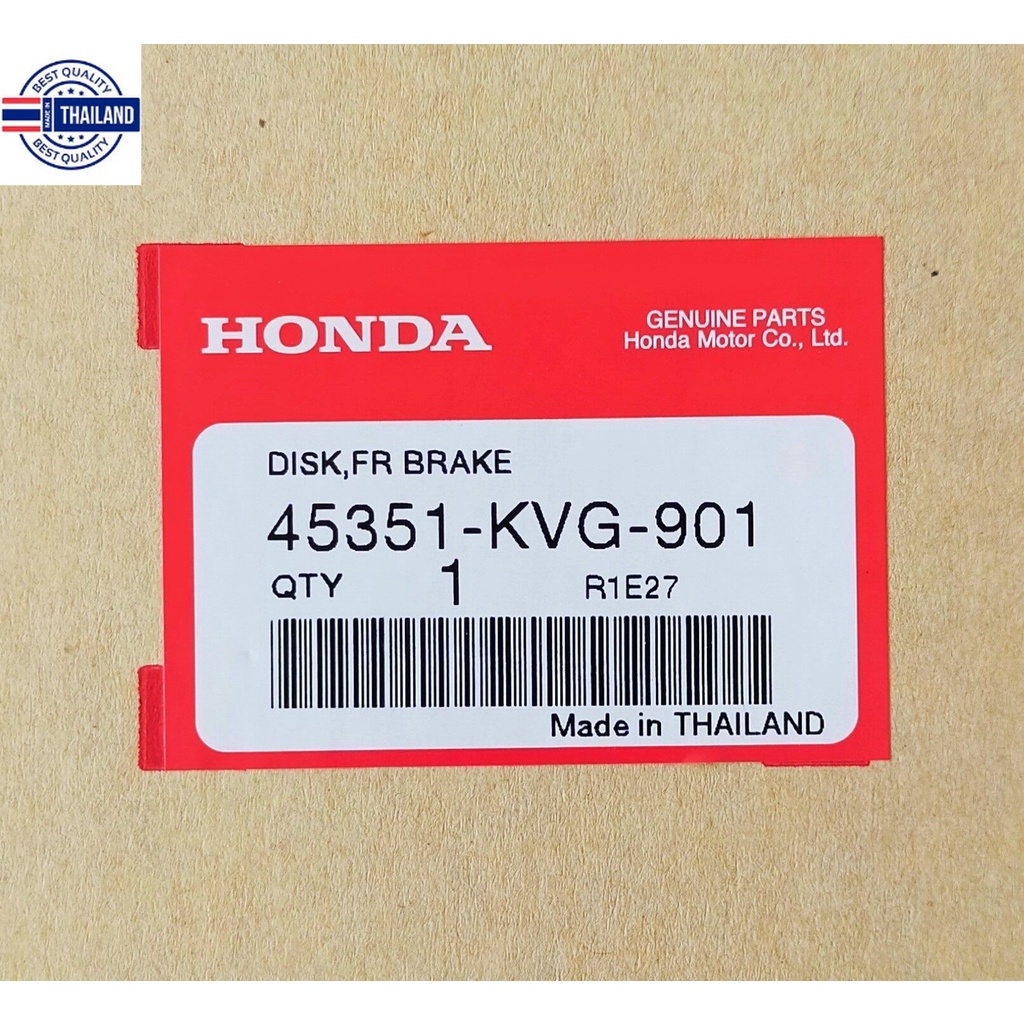 BEST QUALITY
MADE IN
THAILAND
BEST QUALITY
HONDA
GENUINE PARTS
Honda Motor Co., Ltd.
DISK,FR BRAKE
45351-KVG-901
QTY 1 R1E27
Made in THAILAND